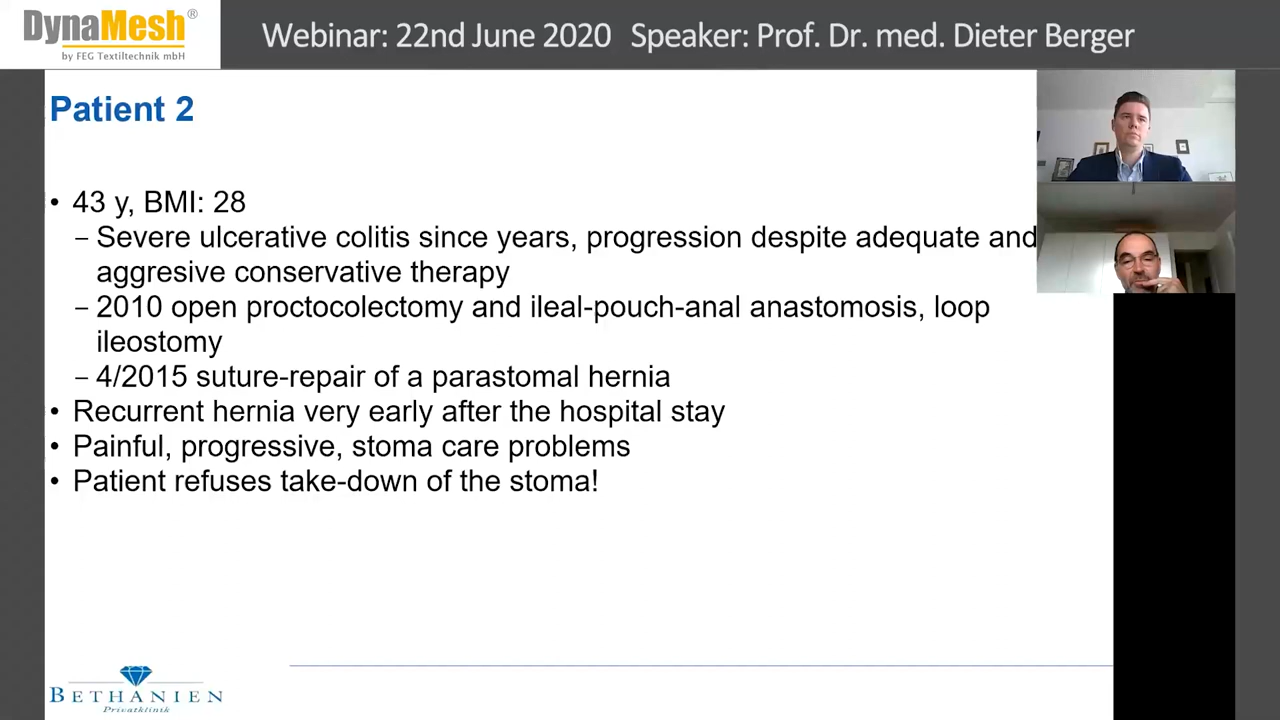 DynaMesh®
by FEG Textiltechnik mbH
Webinar: 22nd June 2020 Speaker: Prof. Dr. med. Dieter Berger
Patient 2
• 43 y, BMI: 28
– Severe ulcerative colitis since years, progression despite adequate and
aggresive conservative therapy
– 2010 open proctocolectomy and ileal-pouch-anal anastomosis, loop
ileostomy
– 4/2015 suture-repair of a parastomal hernia
• Recurrent hernia very early after the hospital stay
• Painful, progressive, stoma care problems
• Patient refuses take-down of the stoma!
BETHANIEN
Privatklinik